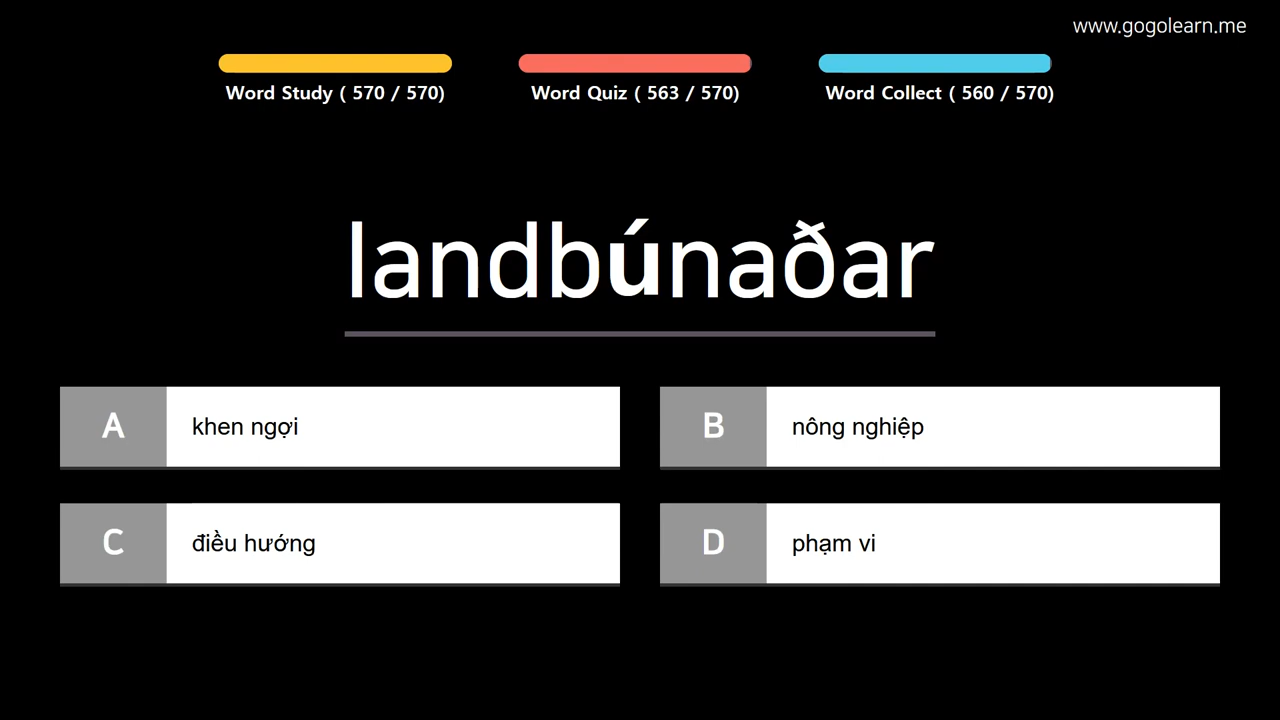 www.gogolearn.me
Word Study ( 570 / 570)
Word Quiz ( 563 / 570)
Word Collect ( 560 / 570)
landbúnaðar
A khen ngợi
B nông nghiệp
C điều hướng
D phạm vi